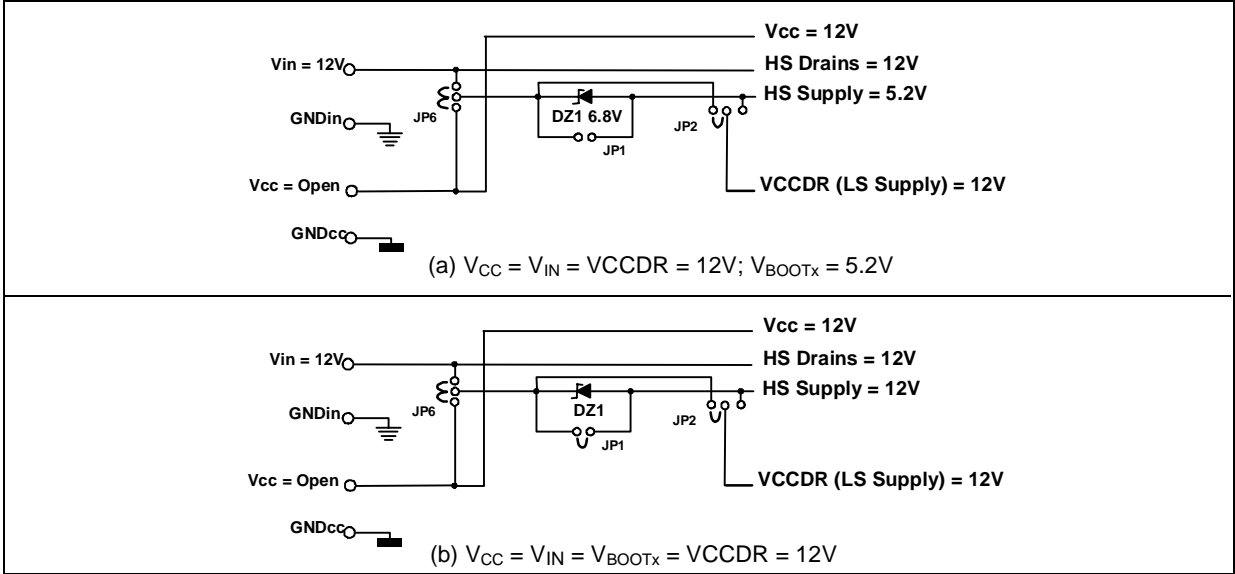 Vcc = 12V
Vin = 12V
HS Drains = 12V
HS Supply = 5.2V
GNDin
JP6
DZ1 6.8V
JP2
JP1
Vcc = Open
VCCDR (LS Supply) = 12V
GNDcc
(a) VCC = VIN = VCCDR = 12V; VBOOTx = 5.2V
Vcc = 12V
Vin = 12V
HS Drains = 12V
HS Supply = 12V
GNDin
JP6
DZ1
JP2
JP1
Vcc = Open
VCCDR (LS Supply) = 12V
GNDcc
(b) VCC = VIN = VBOOTx = VCCDR = 12V